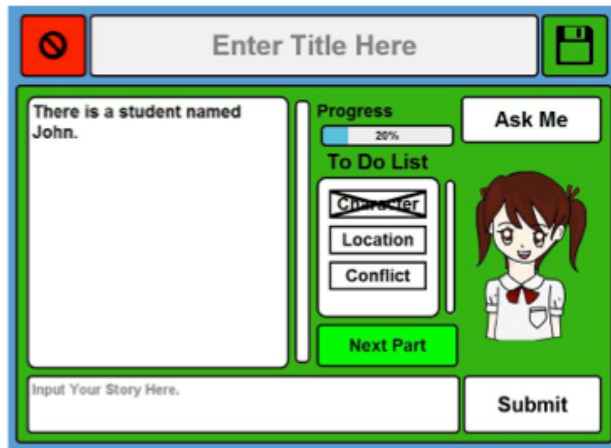 Enter Title Here
There is a student named
John.
Progress
20%
To Do List
Character
Location
Conflict
Next Part
Ask Me
Input Your Story Here.
Submit